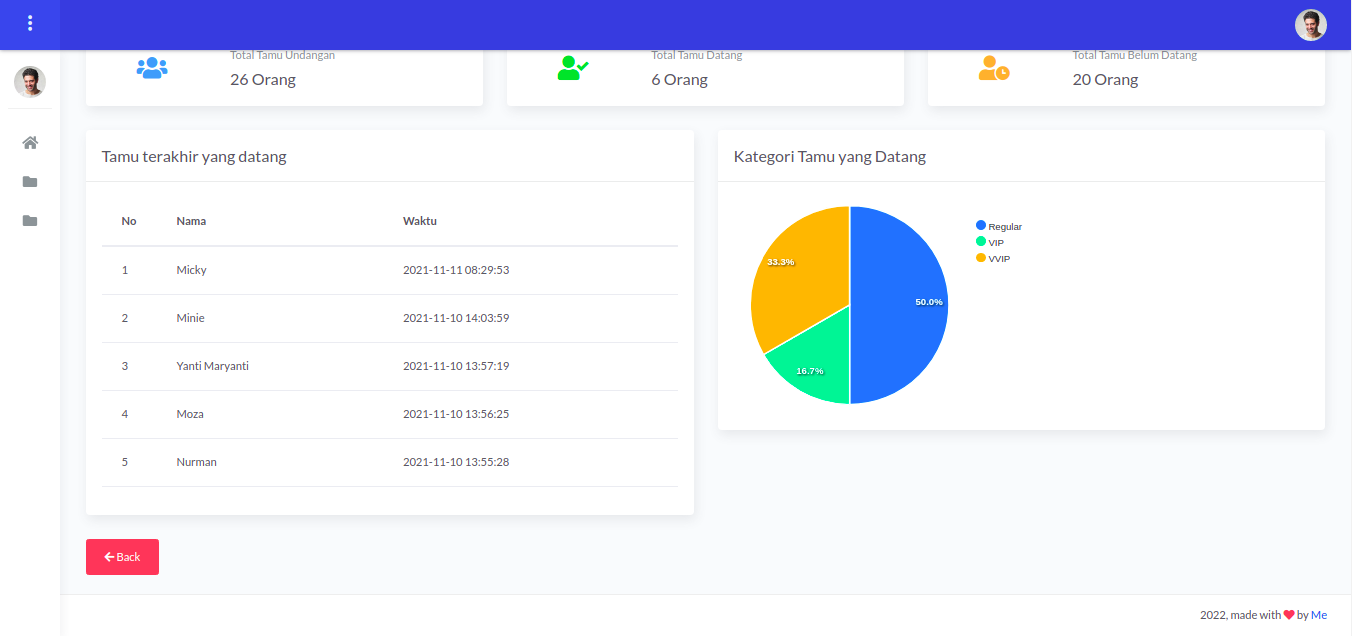 Total Tamu Undangan
26 Orang
Total Tamu Datang
6 Orang
Total Tamu Belum Datang
20 Orang
Tamu terakhir yang datang
No Nama Waktu
1 Micky 2021-11-11 08:29:53
2 Minie 2021-11-10 14:03:59
3 Yanti Maryanti 2021-11-10 13:57:19
4 Moza 2021-11-10 13:56:25
5 Nurman 2021-11-10 13:55:28
Kategori Tamu yang Datang
33.3%
50.0%
16.7%
Regular
VIP
VVIP
Back
2022, made with by Me